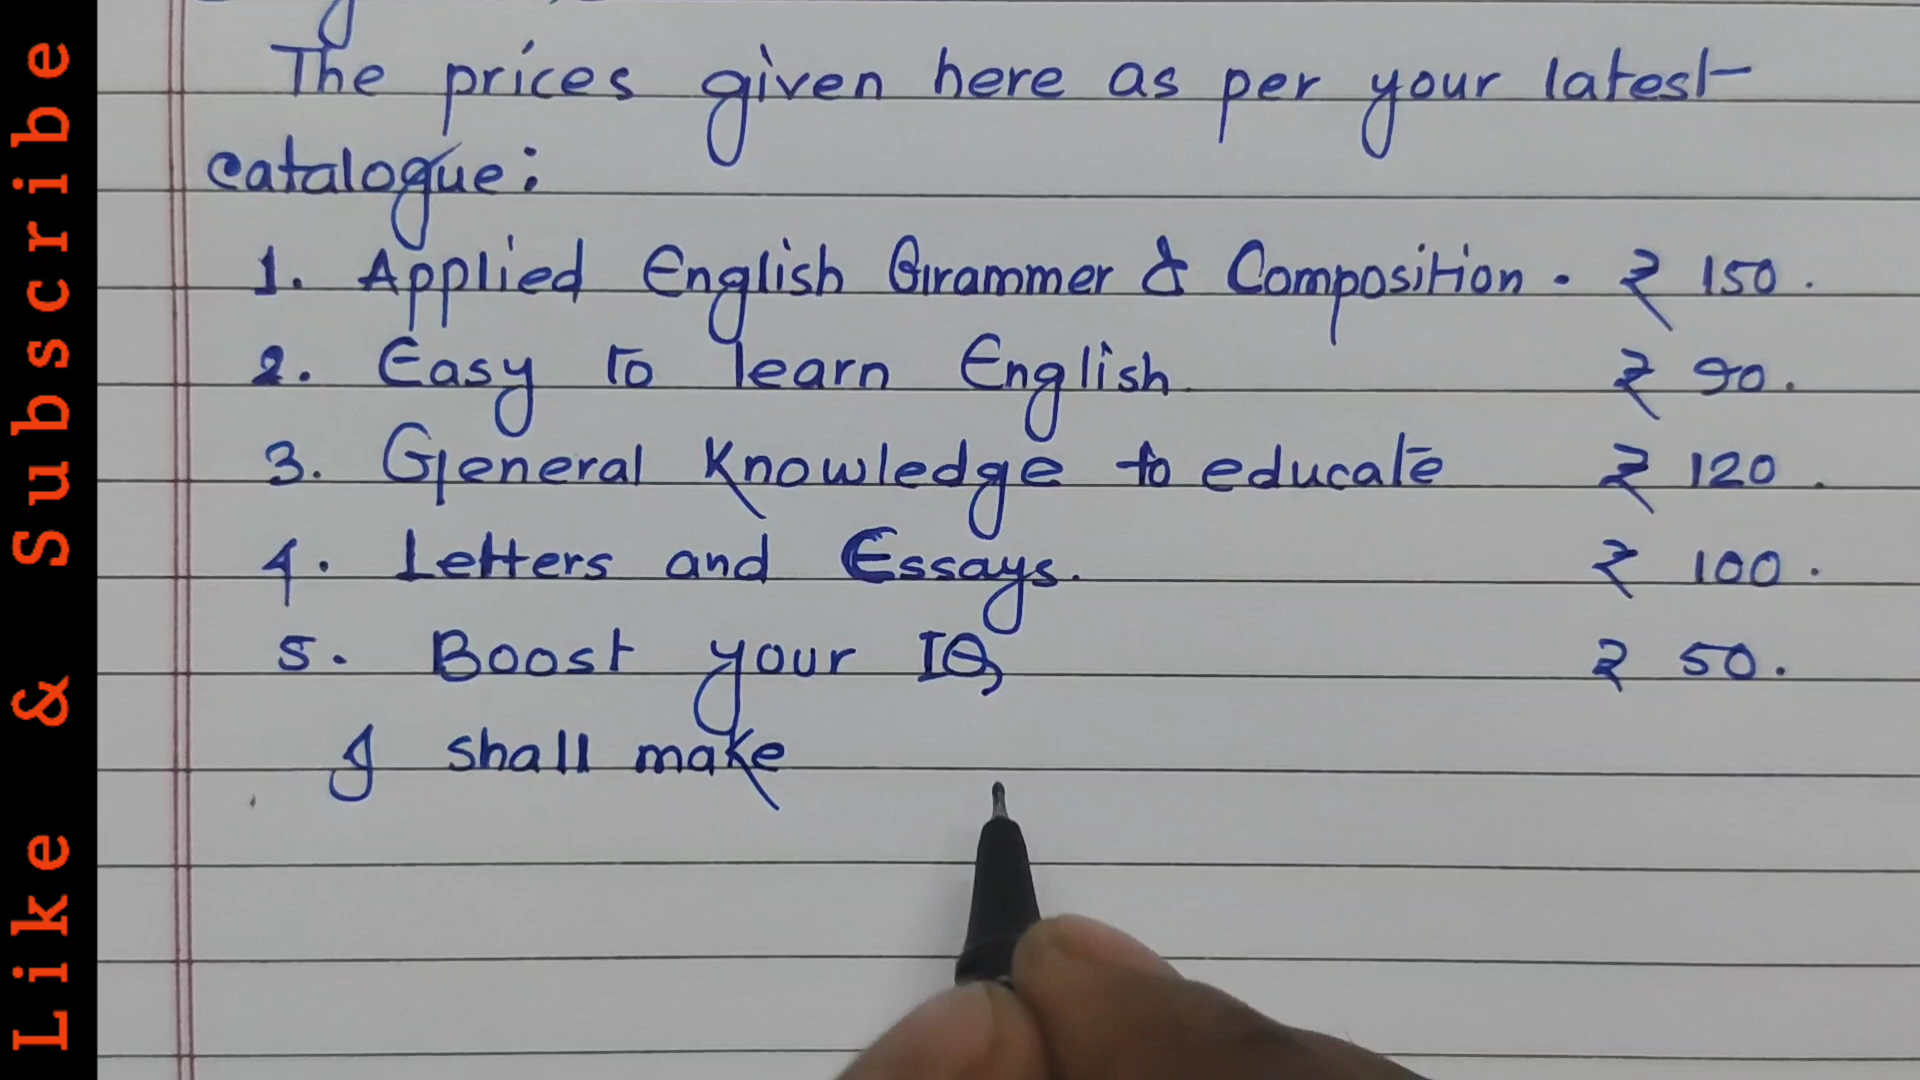 The prices given here as per your latest
catalogue:
1. Applied English Grammer & Composition. ₹ 150.
2. Easy to learn English ₹ 90.
3. General Knowledge to educate ₹ 120.
4. Letters and Essays. ₹ 100.
5. Boost your IQ ₹ 50.
I shall make
Like & Subscribe